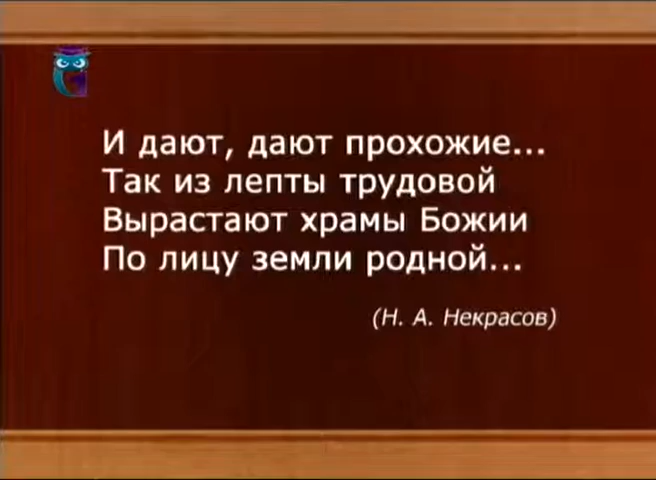 И дают, дают прохожие...
Так из лепты трудовой
Вырастают храмы Божии
По лицу земли родной...
(Н. А. Некрасов)